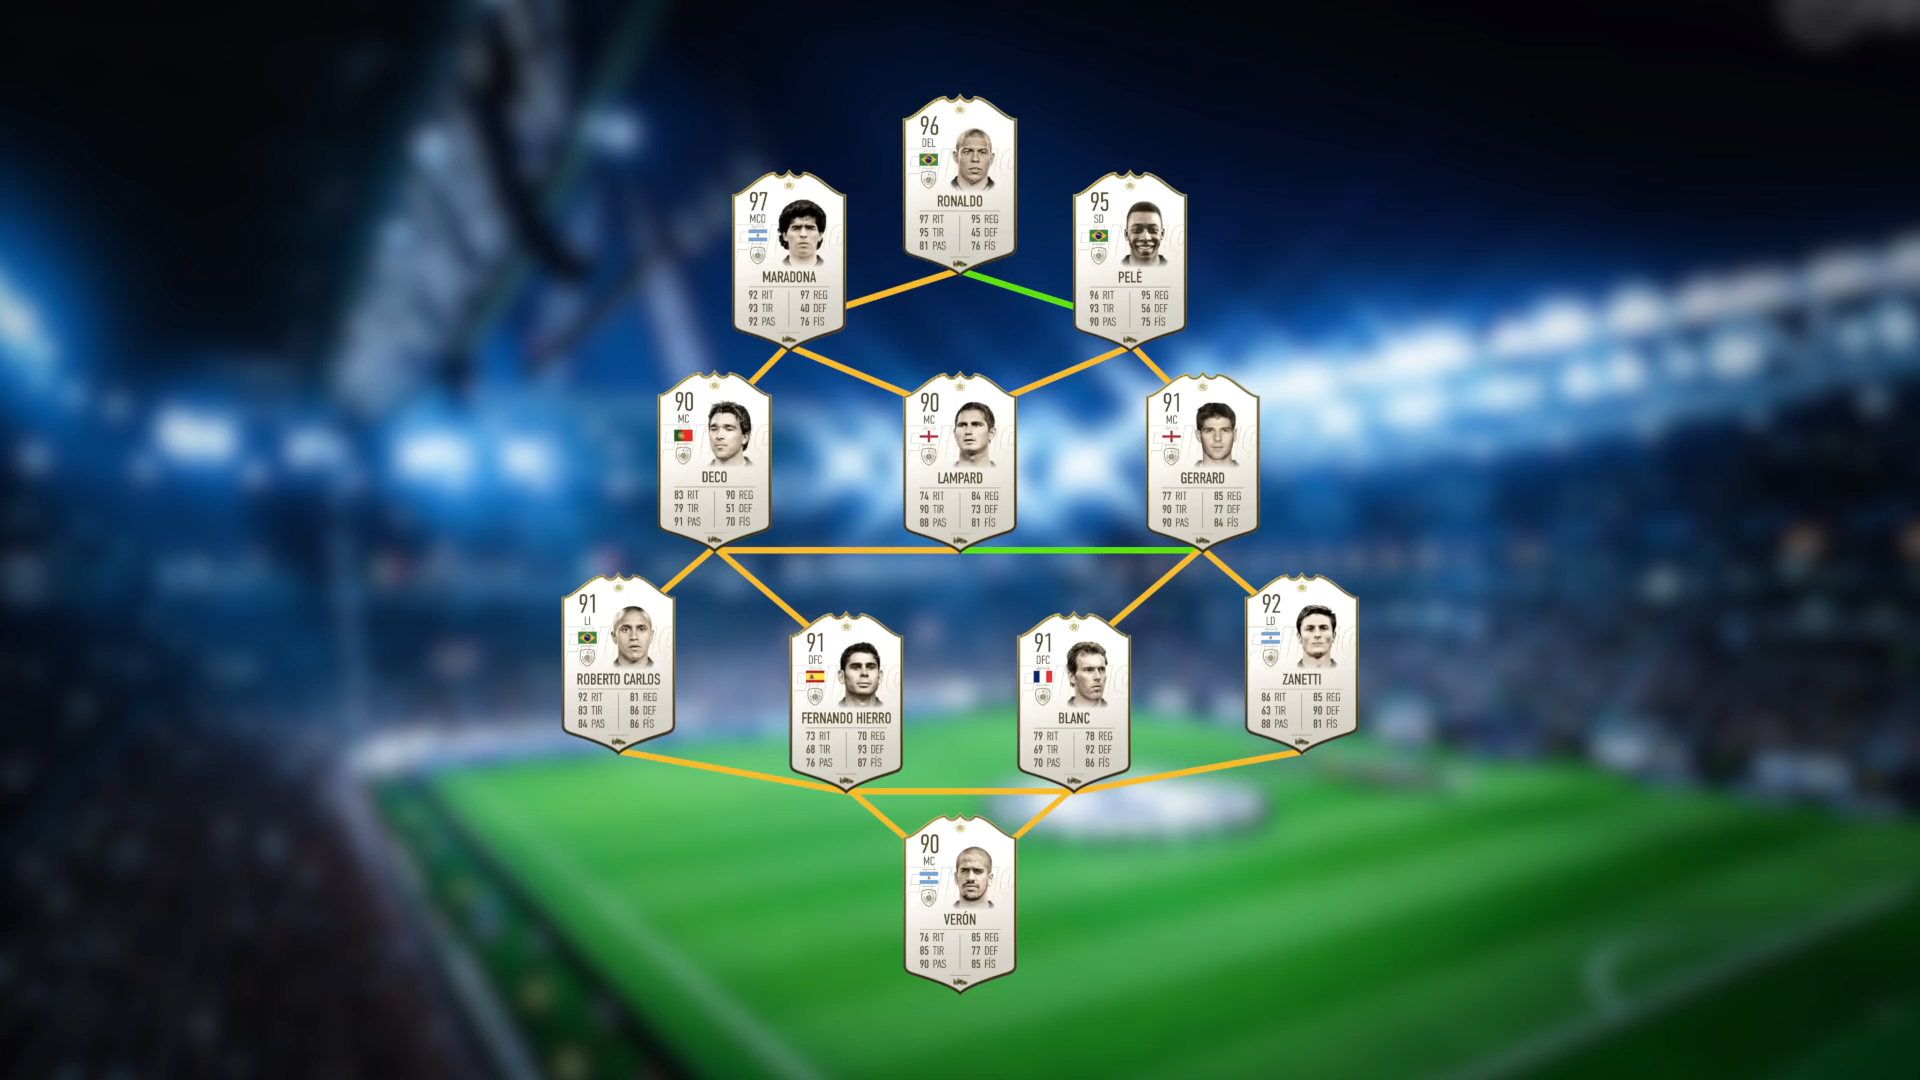 96
DEL
RONALDO
97 RIT 95 REG
95 TIR 45 DEF
81 PAS 76 FÍS
97
MCO
MARADONA
92 RIT 97 REG
93 TIR 40 DEF
92 PAS 76 FÍS
95
SD
PELÉ
96 RIT 95 REG
93 TIR 56 DEF
90 PAS 75 FÍS
90
MC
DECO
83 RIT 90 REG
79 TIR 51 DEF
91 PAS 70 FÍS
90
MC
LAMPARD
74 RIT 84 REG
90 TIR 73 DEF
88 PAS 81 FÍS
91
MC
GERRARD
77 RIT 85 REG
90 TIR 77 DEF
90 PAS 84 FÍS
91
LI
ROBERTO CARLOS
92 RIT 81 REG
83 TIR 86 DEF
84 PAS 86 FÍS
91
DFC
FERNANDO HIERRO
73 RIT 70 REG
68 TIR 93 DEF
76 PAS 87 FÍS
91
DFC
BLANC
79 RIT 78 REG
69 TIR 92 DEF
70 PAS 86 FÍS
92
LD
ZANETTI
86 RIT 85 REG
63 TIR 90 DEF
88 PAS 81 FÍS
90
MC
VERÓN
76 RIT 85 REG
85 TIR 77 DEF
90 PAS 85 FÍS